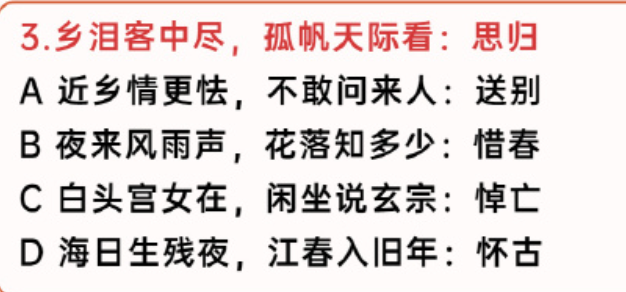 3.乡泪客中尽，孤帆天际看：思归
A 近乡情更怯，不敢问来人：送别
B 夜来风雨声，花落知多少：惜春
C 白头宫女在，闲坐说玄宗：悼亡
D 海日生残夜，江春入旧年：怀古